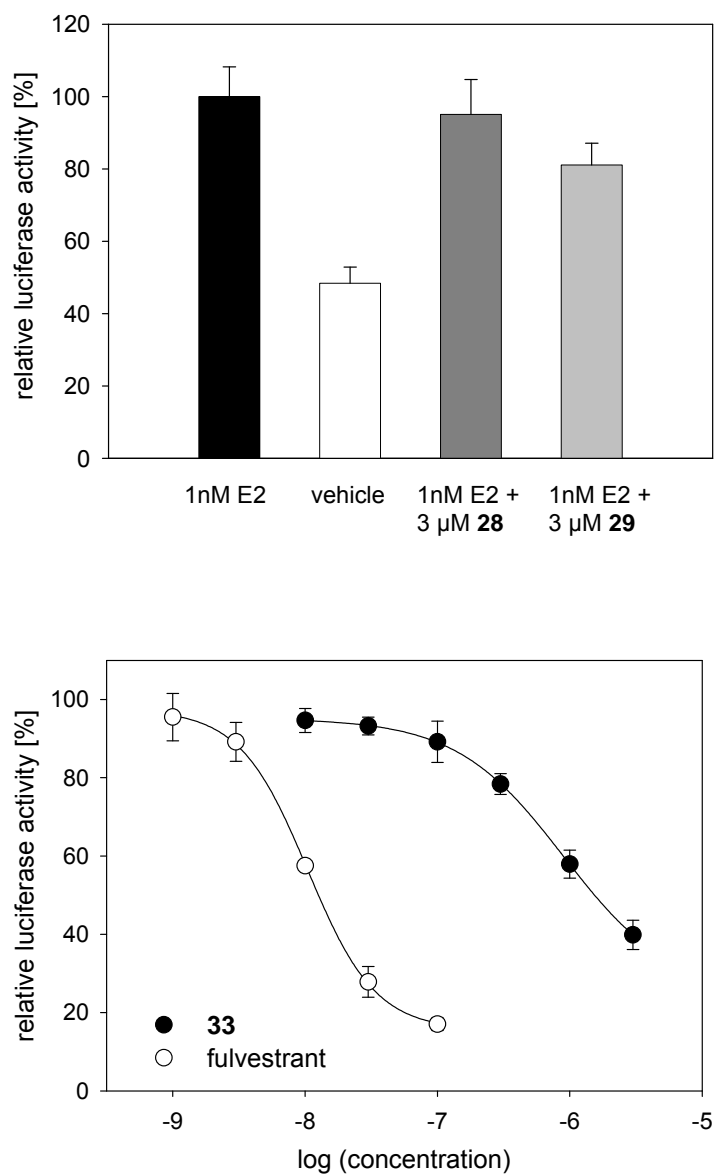 relative luciferase activity [%]
120
100
80
60
40
20
0
1nM E2
vehicle
1nM E2 +
3 µM 28
1nM E2 +
3 µM 29
relative luciferase activity [%]
100
80
60
40
20
0
33
fulvestrant
-9
-8
-7
-6
-5
log (concentration)